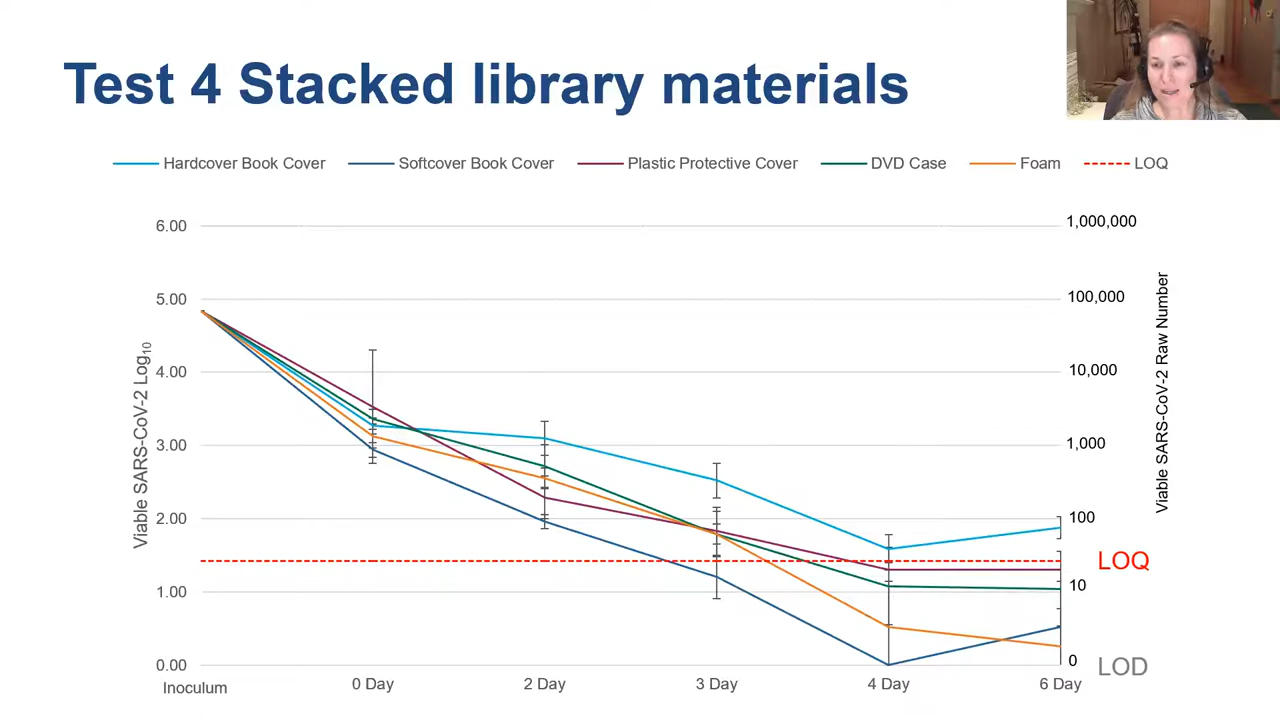 Test 4 Stacked library materials
Hardcover Book Cover Softcover Book Cover Plastic Protective Cover DVD Case Foam LOQ
6.00
5.00
4.00
3.00
2.00
1.00
0.00
Viable SARS-CoV-2 Log10
Inoculum 0 Day 2 Day 3 Day 4 Day 6 Day
1,000,000
100,000
10,000
1,000
100
10
0
Viable SARS-CoV-2 Raw Number
LOQ
LOD